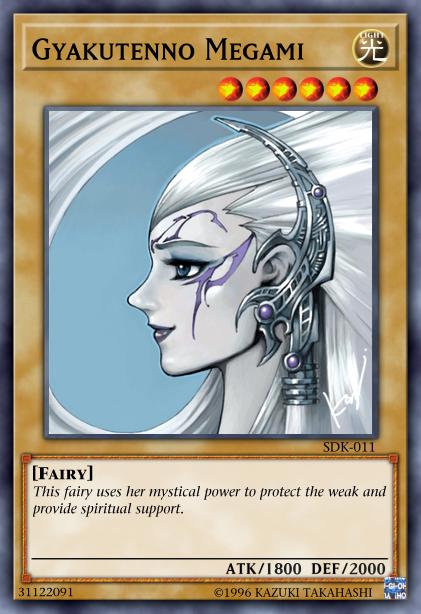 Gyakutenno Megami
LIGHT
光
SDK-011
[Fairy]
This fairy uses her mystical power to protect the weak and
provide spiritual support.
ATK/1800 DEF/2000
31122091
©1996 KAZUKI TAKAHASHI